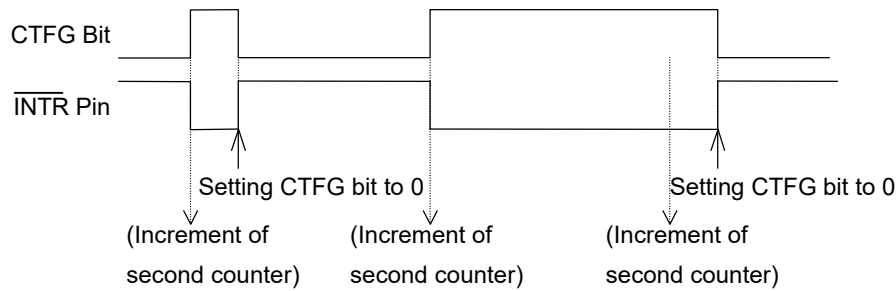 CTFG Bit
INTR Pin
Setting CTFG bit to 0
Setting CTFG bit to 0
(Increment of
second counter)
(Increment of
second counter)
(Increment of
second counter)